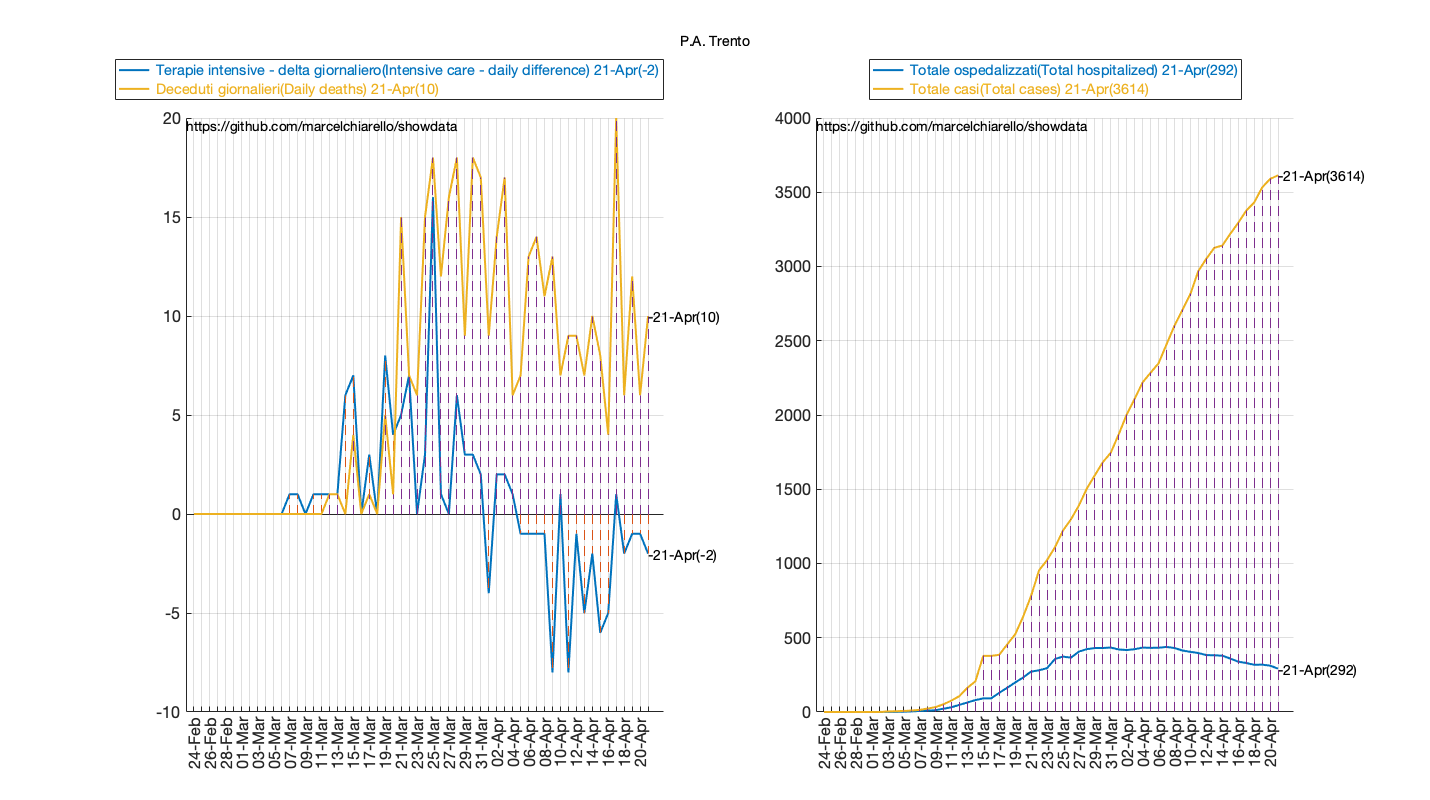 P.A. Trento
Terapie intensive - delta giornaliero(Intensive care - daily difference) 21-Apr(-2)
Deceduti giornalieri(Daily deaths) 21-Apr(10)
https://github.com/marcelchiarello/showdata
20
15
10
5
0
-5
-10
21-Apr(10)
21-Apr(-2)
24-Feb
26-Feb
28-Feb
01-Mar
03-Mar
05-Mar
07-Mar
09-Mar
11-Mar
13-Mar
15-Mar
17-Mar
19-Mar
21-Mar
23-Mar
25-Mar
27-Mar
29-Mar
31-Mar
02-Apr
04-Apr
06-Apr
08-Apr
10-Apr
12-Apr
14-Apr
16-Apr
18-Apr
20-Apr
Totale ospedalizzati(Total hospitalized) 21-Apr(292)
Totale casi(Total cases) 21-Apr(3614)
https://github.com/marcelchiarello/showdata
4000
3500
3000
2500
2000
1500
1000
500
0
21-Apr(3614)
21-Apr(292)
24-Feb
26-Feb
28-Feb
01-Mar
03-Mar
05-Mar
07-Mar
09-Mar
11-Mar
13-Mar
15-Mar
17-Mar
19-Mar
21-Mar
23-Mar
25-Mar
27-Mar
29-Mar
31-Mar
02-Apr
04-Apr
06-Apr
08-Apr
10-Apr
12-Apr
14-Apr
16-Apr
18-Apr
20-Apr